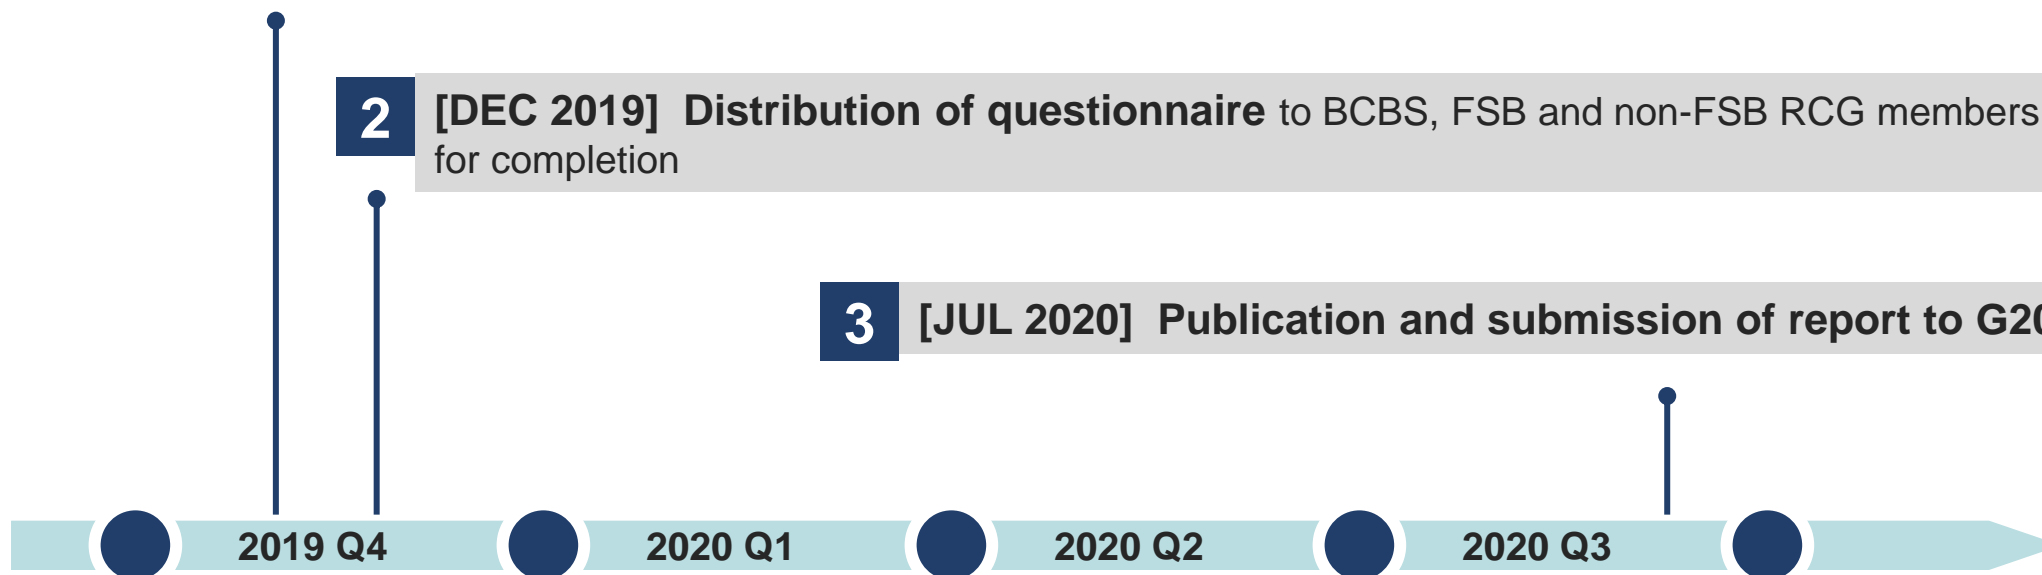 2
[DEC 2019] Distribution of questionnaire to BCBS, FSB and non-FSB RCG members
for completion
3
[JUL 2020] Publication and submission of report to G20
2019 Q4
2020 Q1
2020 Q2
2020 Q3